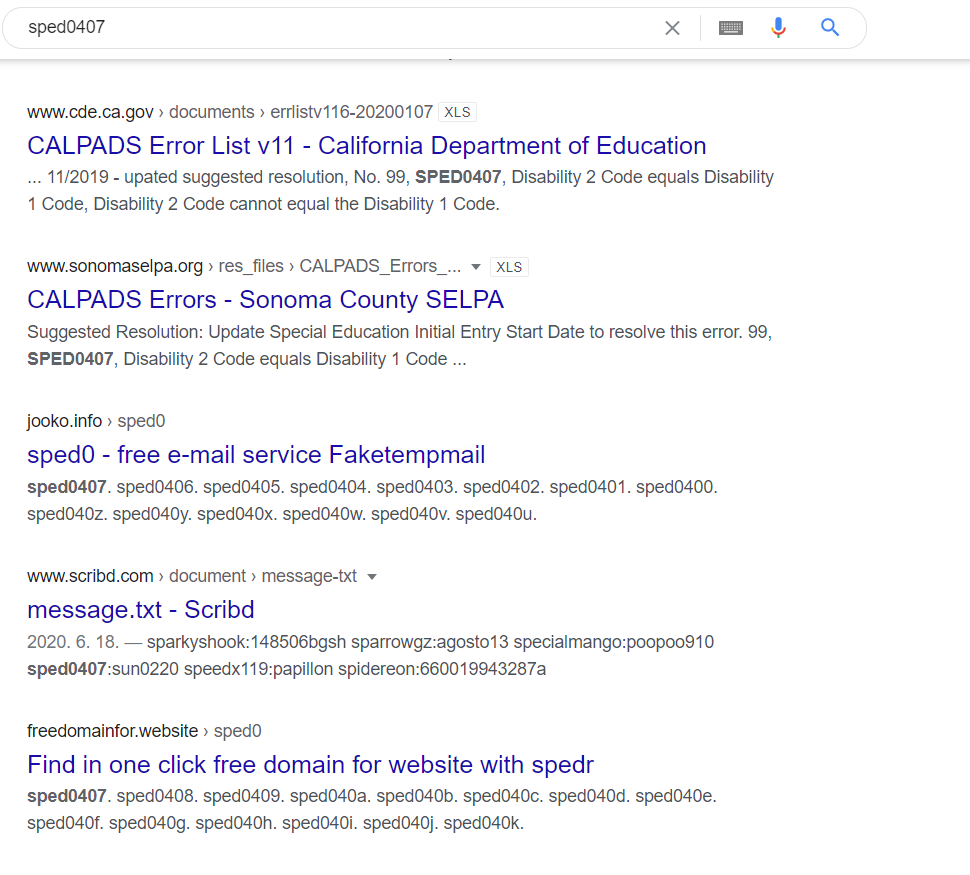 sped0407
www.cde.ca.gov › documents › errlistv116-20200107 XLS
CALPADS Error List v11 - California Department of Education
... 11/2019 - upated suggested resolution, No. 99, SPED0407, Disability 2 Code equals Disability
1 Code, Disability 2 Code cannot equal the Disability 1 Code.
www.sonomaselpa.org › res_files › CALPADS_Errors_... XLS
CALPADS Errors - Sonoma County SELPA
Suggested Resolution: Update Special Education Initial Entry Start Date to resolve this error. 99,
SPED0407, Disability 2 Code equals Disability 1 Code ...
jooko.info › sped0
sped0 - free e-mail service Faketempmail
sped0407. sped0406. sped0405. sped0404. sped0403. sped0402. sped0401. sped0400.
sped040z. sped040y. sped040x. sped040w. sped040v. sped040u.
www.scribd.com › document › message-txt
message.txt - Scribd
2020. 6. 18. — sparkyshook:148506bgsh sparrowgz:agosto13 specialmango:poopoo910
sped0407:sun0220 speedx119:papillon spidereon:660019943287a
freedomainfor.website › sped0
Find in one click free domain for website with spedr
sped0407. sped0408. sped0409. sped040a. sped040b. sped040c. sped040d. sped040e.
sped040f. sped040g. sped040h. sped040i. sped040j. sped040k.